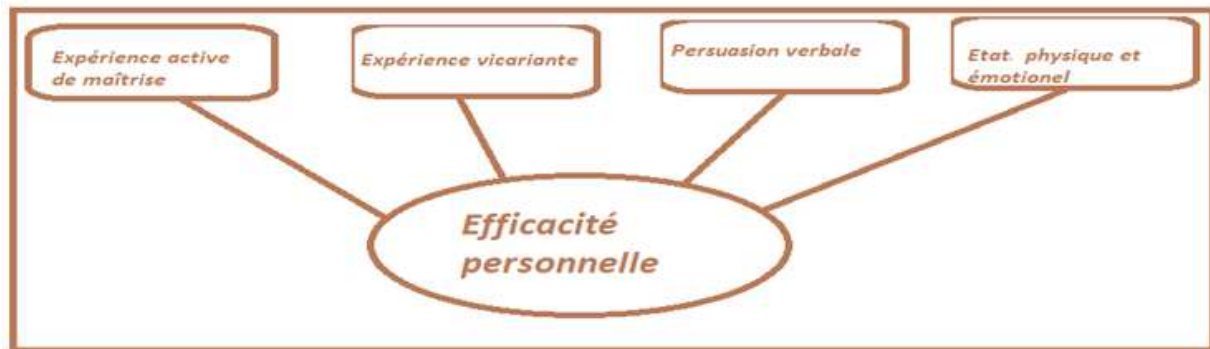 Expérience active
de maîtrise
Expérience vicariante
Persuasion verbale
Etat. physique et
émotionel
Efficacité
personnelle